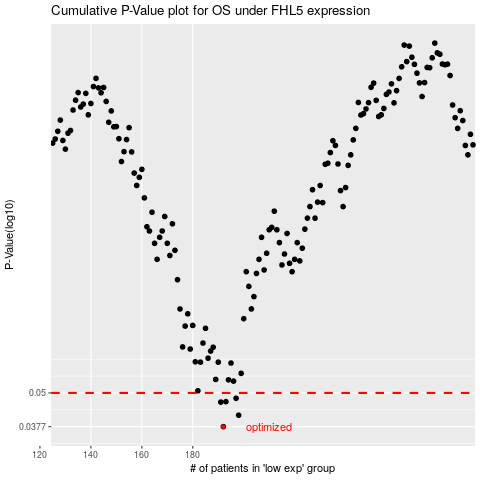 Cumulative P-Value plot for OS under FHL5 expression
P-Value(log10)
0.05
0.0377
optimized
120 140 160 180
# of patients in 'low exp' group